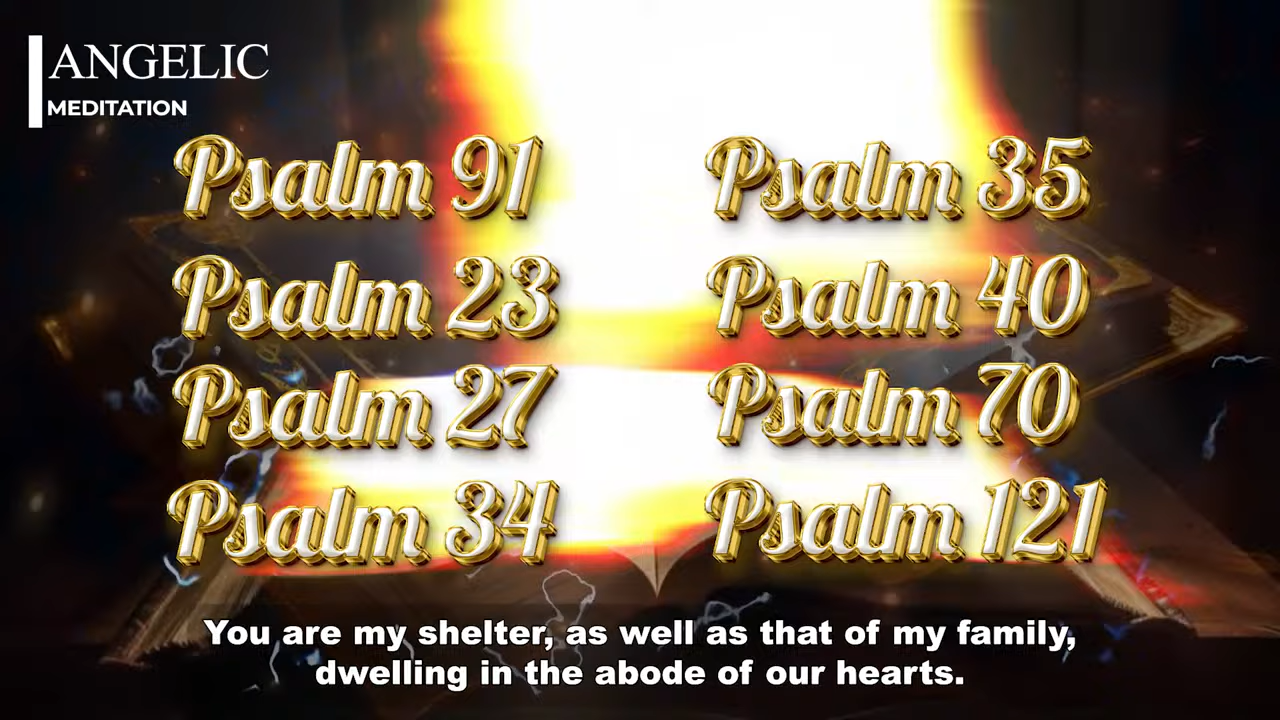 ANGELIC
MEDITATION
Psalm 91
Psalm 23
Psalm 27
Psalm 34
Psalm 35
Psalm 40
Psalm 70
Psalm 121
You are my shelter, as well as that of my family,
dwelling in the abode of our hearts.